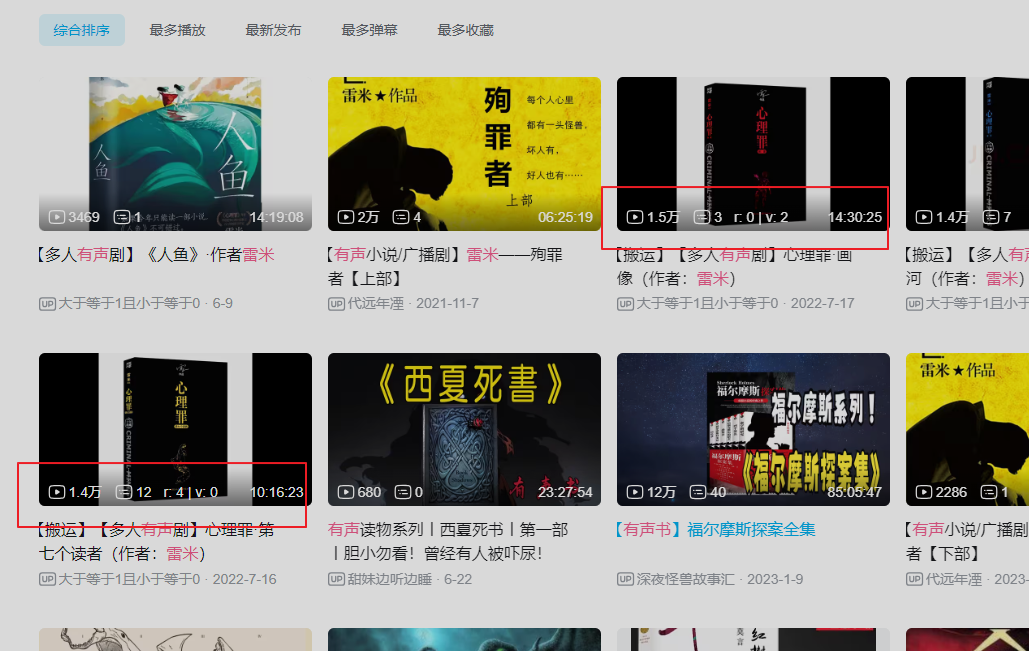 综合排序 最多播放 最新发布 最多弹幕 最多收藏
人鱼
人鱼
3469 1 14:19:08
【多人有声剧】《人鱼》·作者雷米
UP 大于等于1且小于等于0 · 6-9
雷米★作品
殉罪者
每个人心里
都有一头怪兽。
坏人有，
好人也有……
上部
2万 4 06:25:19
【有声小说/广播剧】雷米——殉罪
者【上部】
UP 代远年湮 · 2021-11-7
心理罪
心理罪
1.5万 3 r: 0 | v: 2 14:30:25
【搬运】【多人有声剧】心理罪·画
像（作者：雷米）
UP 大于等于1且小于等于0 · 2022-7-17
心理罪
1.4万 7
【搬运】【多人有声
河（作者：雷米）
UP 大于等于1且小于
心理罪
心理罪
1.4万 12 r: 4 | v: 0 10:16:23
【搬运】【多人有声剧】心理罪·第
七个读者（作者：雷米）
UP 大于等于1且小于等于0 · 2022-7-16
《西夏死書》
有声书
680 0 23:27:54
有声读物系列丨西夏死书丨第一部
丨胆小勿看！曾经有人被吓尿！
UP 甜妹边听边睡 · 6-22
Sherlock Holmes
福尔摩斯
福尔摩斯系列！
《福尔摩斯探案集》
12万 40 85:05:47
【有声书】福尔摩斯探案全集
UP 深夜怪兽故事汇 · 2023-1-9
雷米★作品
2286 1
【有声小说/广播剧
者【下部】
UP 代远年湮 · 2023-
莫言
红